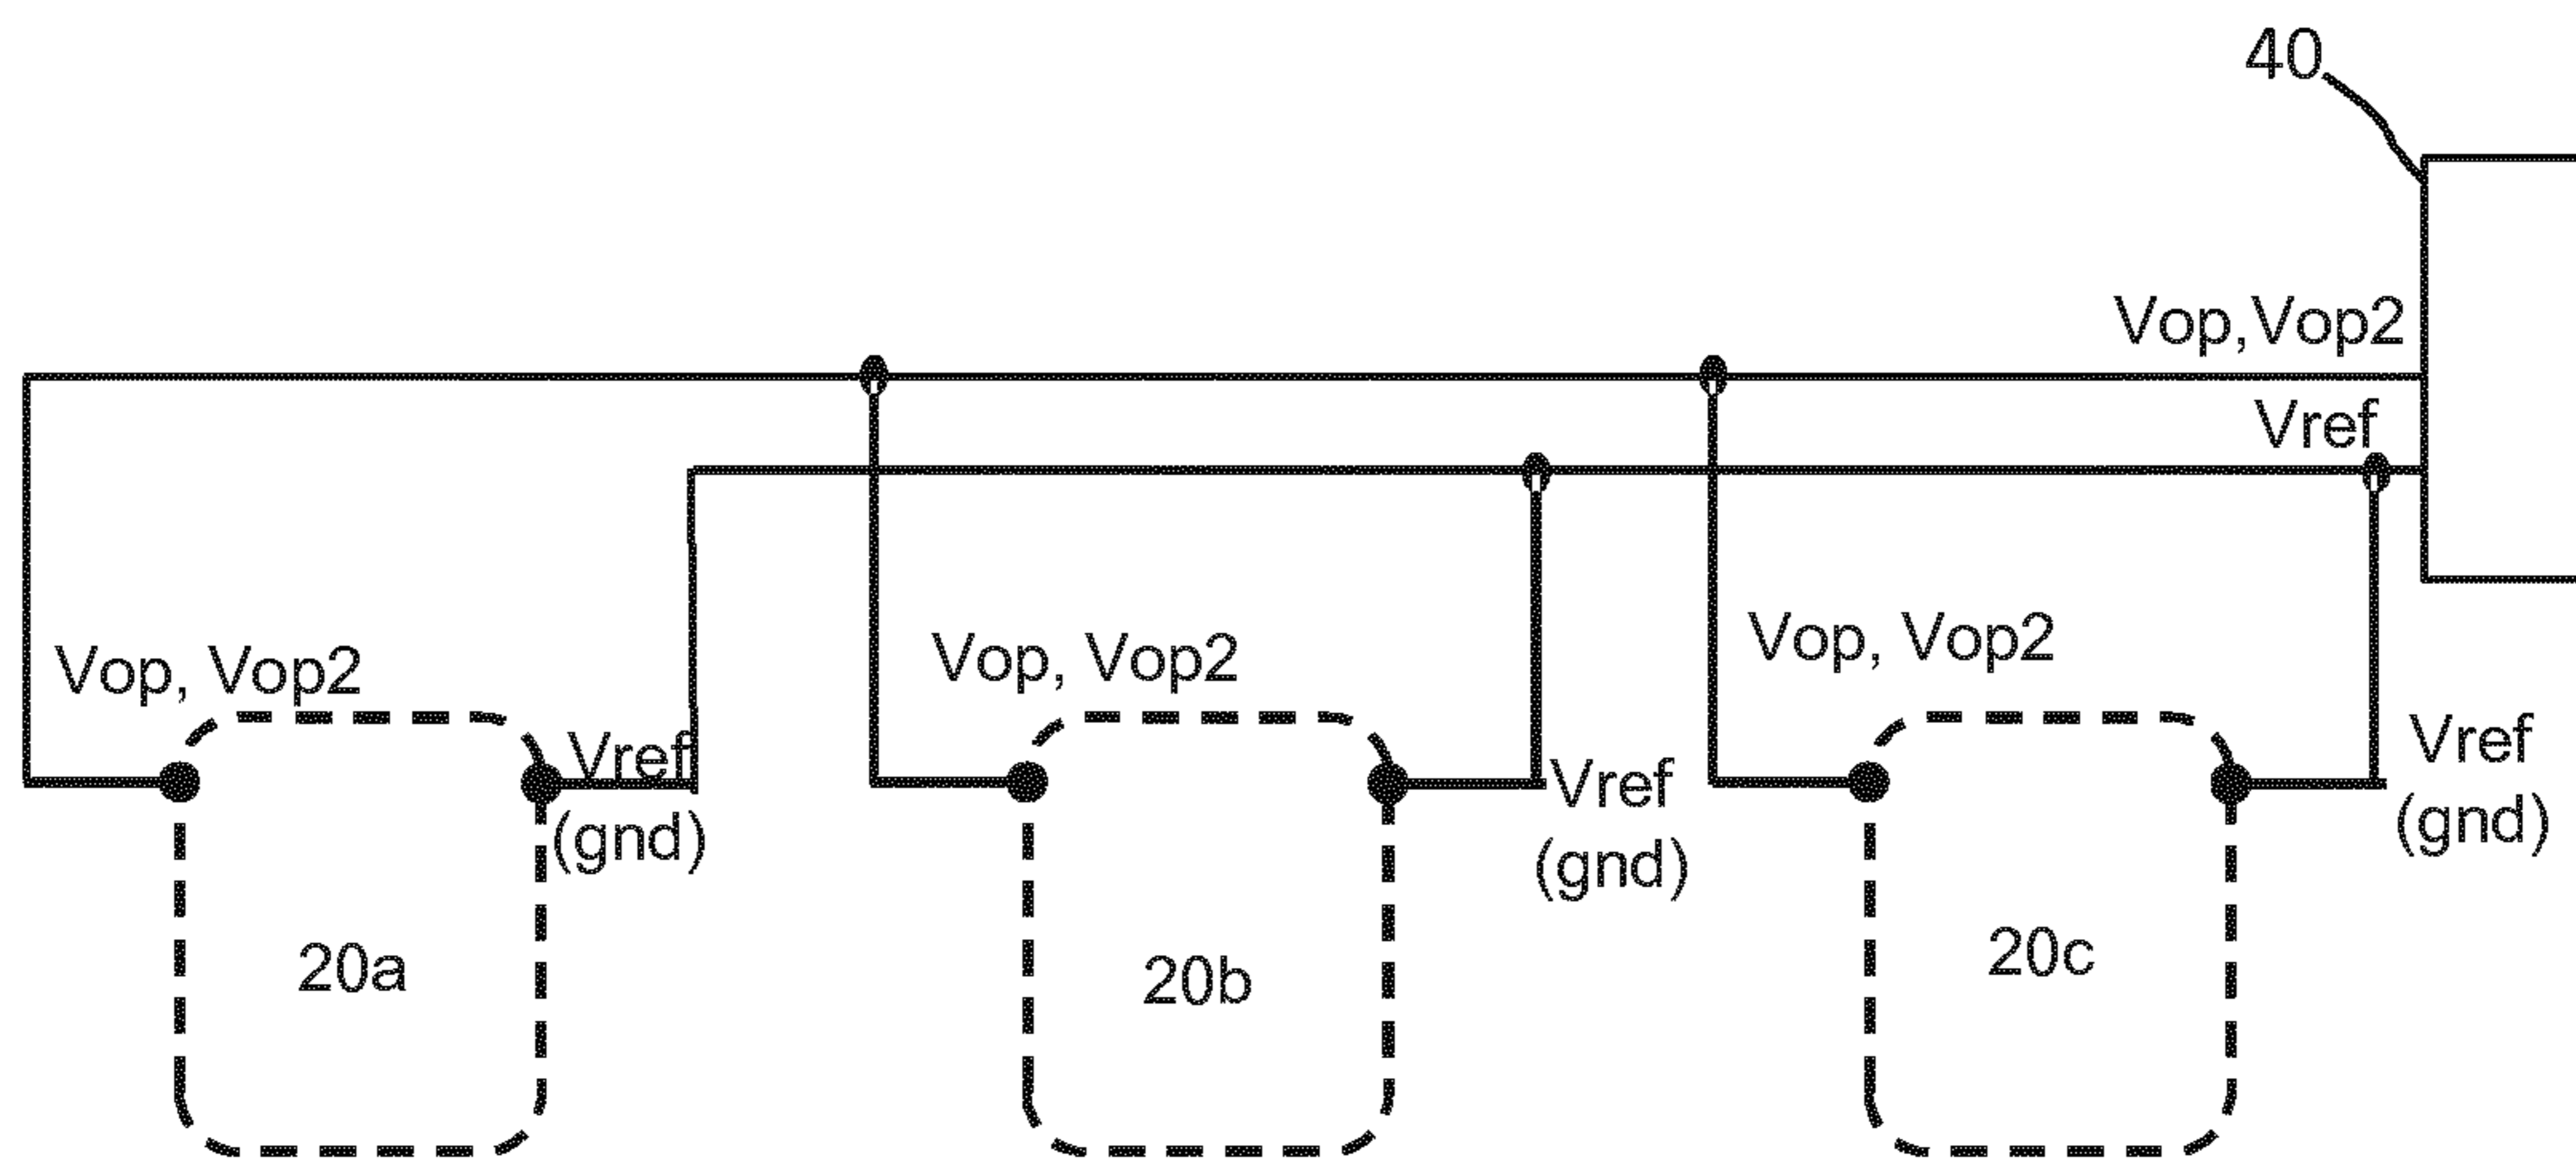 40
Vop,Vop2
Vref
Vop, Vop2
Vop, Vop2
Vop, Vop2
Vref
(gnd)
Vref
(gnd)
Vref
(gnd)
20a
20b
20c